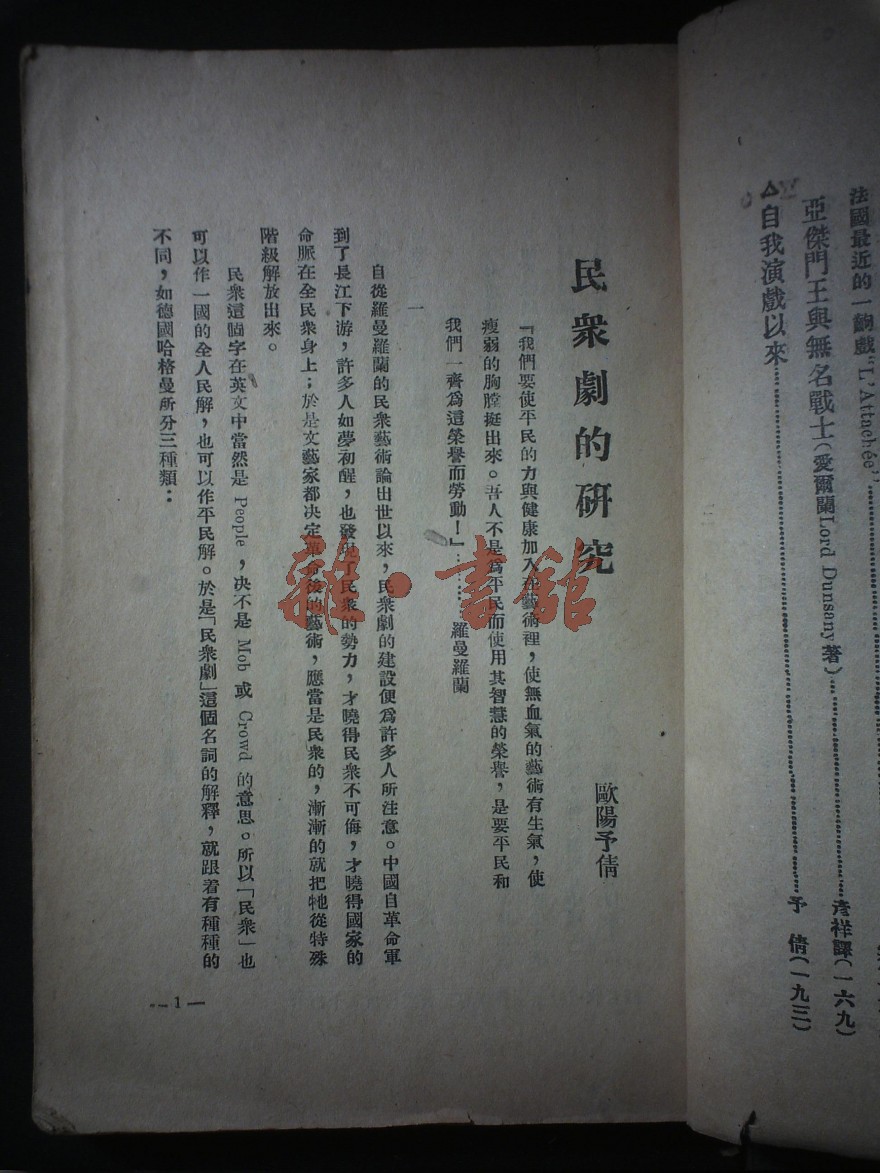 法國最近的一齣戲“L'Attachée”
亞傑門王與無名戰士（愛爾蘭Lord Dunsany著）…………祥譯（一六九）
△自我演戲以來…………予倩（一九三）
民衆劇的研究
歐陽予倩
『我們要使平民的力與健康加入在藝術裡，使無血氣的藝術有生氣，使
瘦弱的胸膛挺出來。吾人不是爲平民而使用其智慧的榮譽，是要平民和
我們一齊爲這榮譽而勞動！』………羅曼羅蘭
一
自從羅曼羅蘭的民衆藝術論出世以來，民衆劇的建設便爲許多人所注意。中國自革命軍
到了長江下游，許多人如夢初醒，也發現了民衆的勢力，才曉得民衆不可侮，才曉得國家的
命脈在全民衆身上；於是文藝家都决定革命後的藝術，應當是民衆的，漸漸的就把牠從特殊
階級解放出來。
民衆這個字在英文中當然是 People，决不是 Mob 或 Crowd 的意思。所以「民衆」也
可以作一國的全人民解，也可以作平民解。於是「民衆劇」這個名詞的解釋，就跟着有種種的
不同，如德國哈格曼所分三種類：
— 1 —
雜·書舘